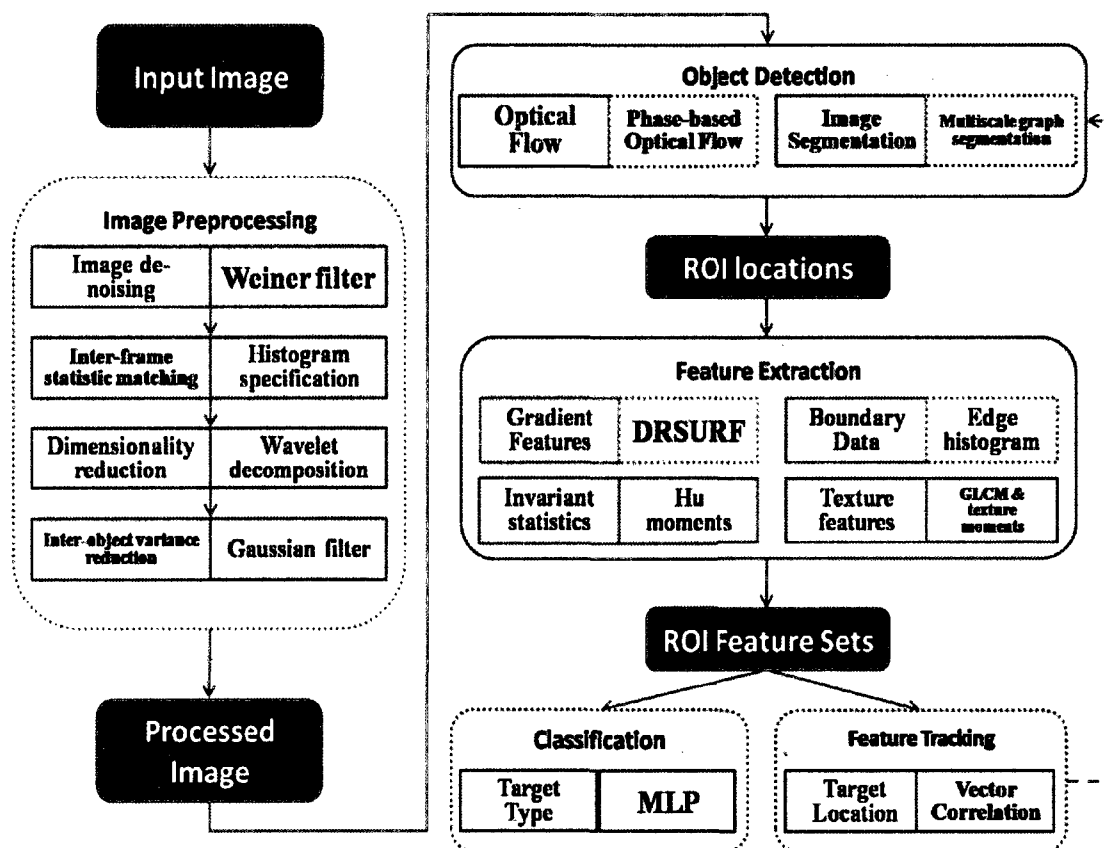 Input Image
Image Preprocessing
Image de-
noising
Weiner filter
Inter-frame
statistic matching
Histogram
specification
Dimensionality
reduction
Wavelet
decomposition
Inter-object variance
reduction
Gaussian filter
Processed
Image
Object Detection
Optical
Flow
Phase-based
Optical Flow
Image
Segmentation
Multiscale graph
segmentation
ROI locations
Feature Extraction
Gradient
Features
DRSURF
Boundary
Data
Edge
histogram
Invariant
statistics
Hu
moments
Texture
features
GLCM &
texture
moments
ROI Feature Sets
Classification
Target
Type
MLP
Feature Tracking
Target
Location
Vector
Correlation